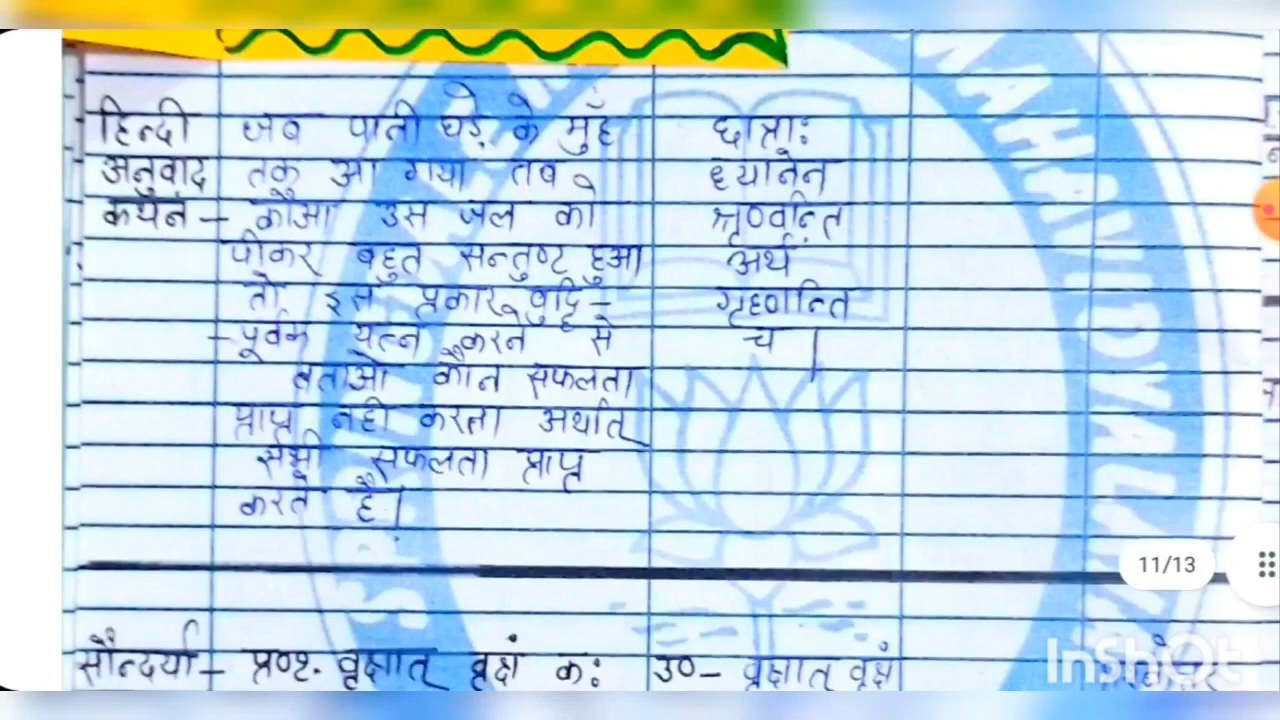 हिन्दी जब पानी घड़े के मुँह छात्राः
अनुवाद तक आ गया तब ध्यानेन
कथन - कौआ उस जल को श्रृण्वन्ति
पीकर बहुत सन्तुष्ट हुआ अर्थ
तो इस प्रकार बुद्धि - गृह्णन्ति
- पूर्वक यत्न करने से च ।
बताओ कौन सफलता
प्राप्त नही करता अर्थात्
सभी सफलता प्राप्त
करते है।
11/13
सौन्दर्या - प्र०१. वृक्षात् वृक्षं कः उ०- वृक्षात् वृक्षं
InShOt